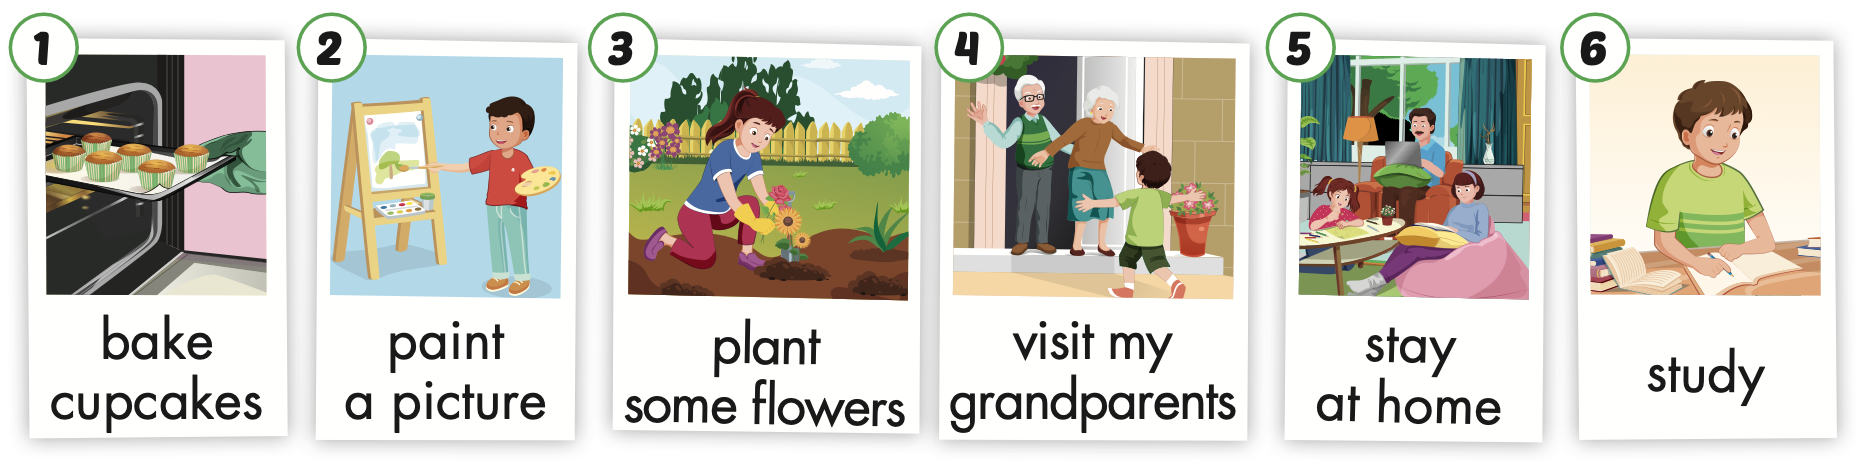 1
bake
cupcakes
2
paint
a picture
3
plant
some flowers
4
visit my
grandparents
5
stay
at home
6
study